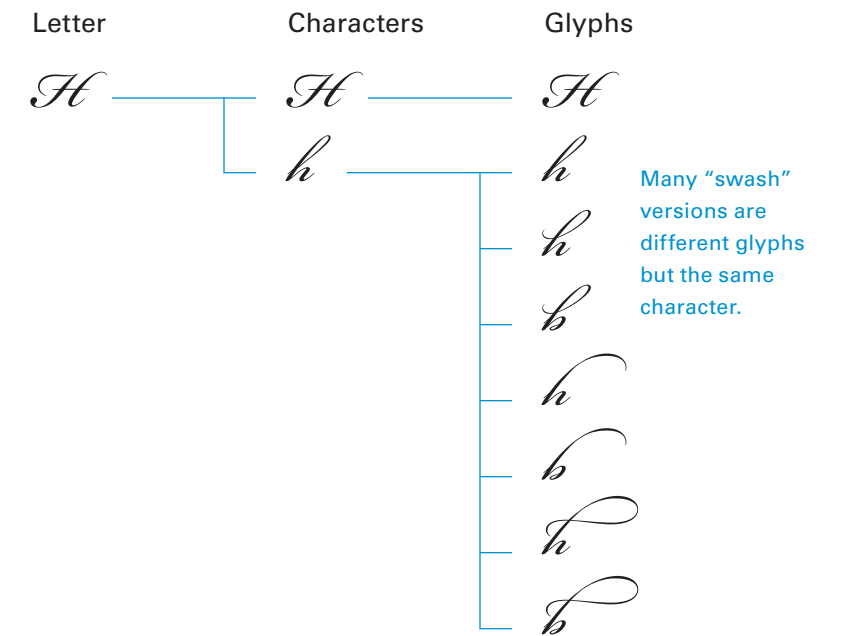 Letter Characters Glyphs
H H H
h h
h
h
h
h
h
h
Many “swash”
versions are
different glyphs
but the same
character.